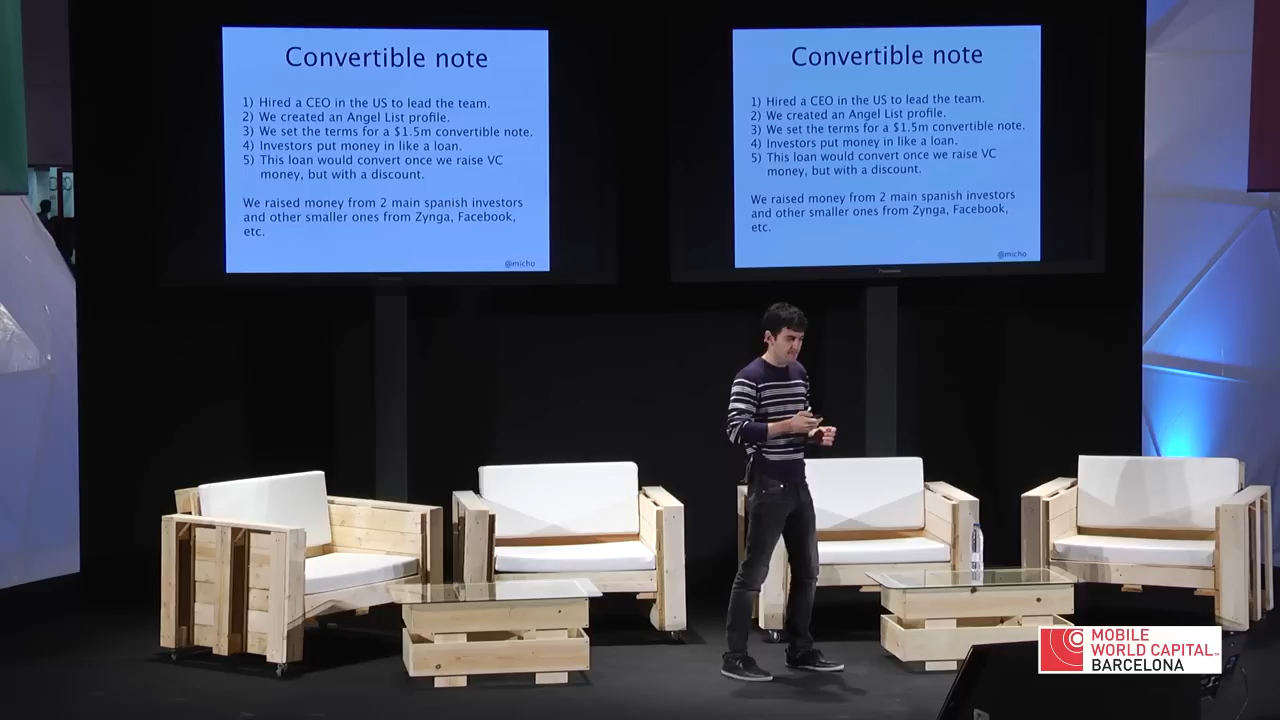 Convertible note
1) Hired a CEO in the US to lead the team.
2) We created an Angel List profile.
3) We set the terms for a $1.5m convertible note.
4) Investors put money in like a loan.
5) This loan would convert once we raise VC
money, but with a discount.
We raised money from 2 main spanish investors
and other smaller ones from Zynga, Facebook,
etc.
@micho
Convertible note
1) Hired a CEO in the US to lead the team.
2) We created an Angel List profile.
3) We set the terms for a $1.5m convertible note.
4) Investors put money in like a loan.
5) This loan would convert once we raise VC
money, but with a discount.
We raised money from 2 main spanish investors
and other smaller ones from Zynga, Facebook,
etc.
@micho
MOBILE
WORLD CAPITAL
BARCELONA